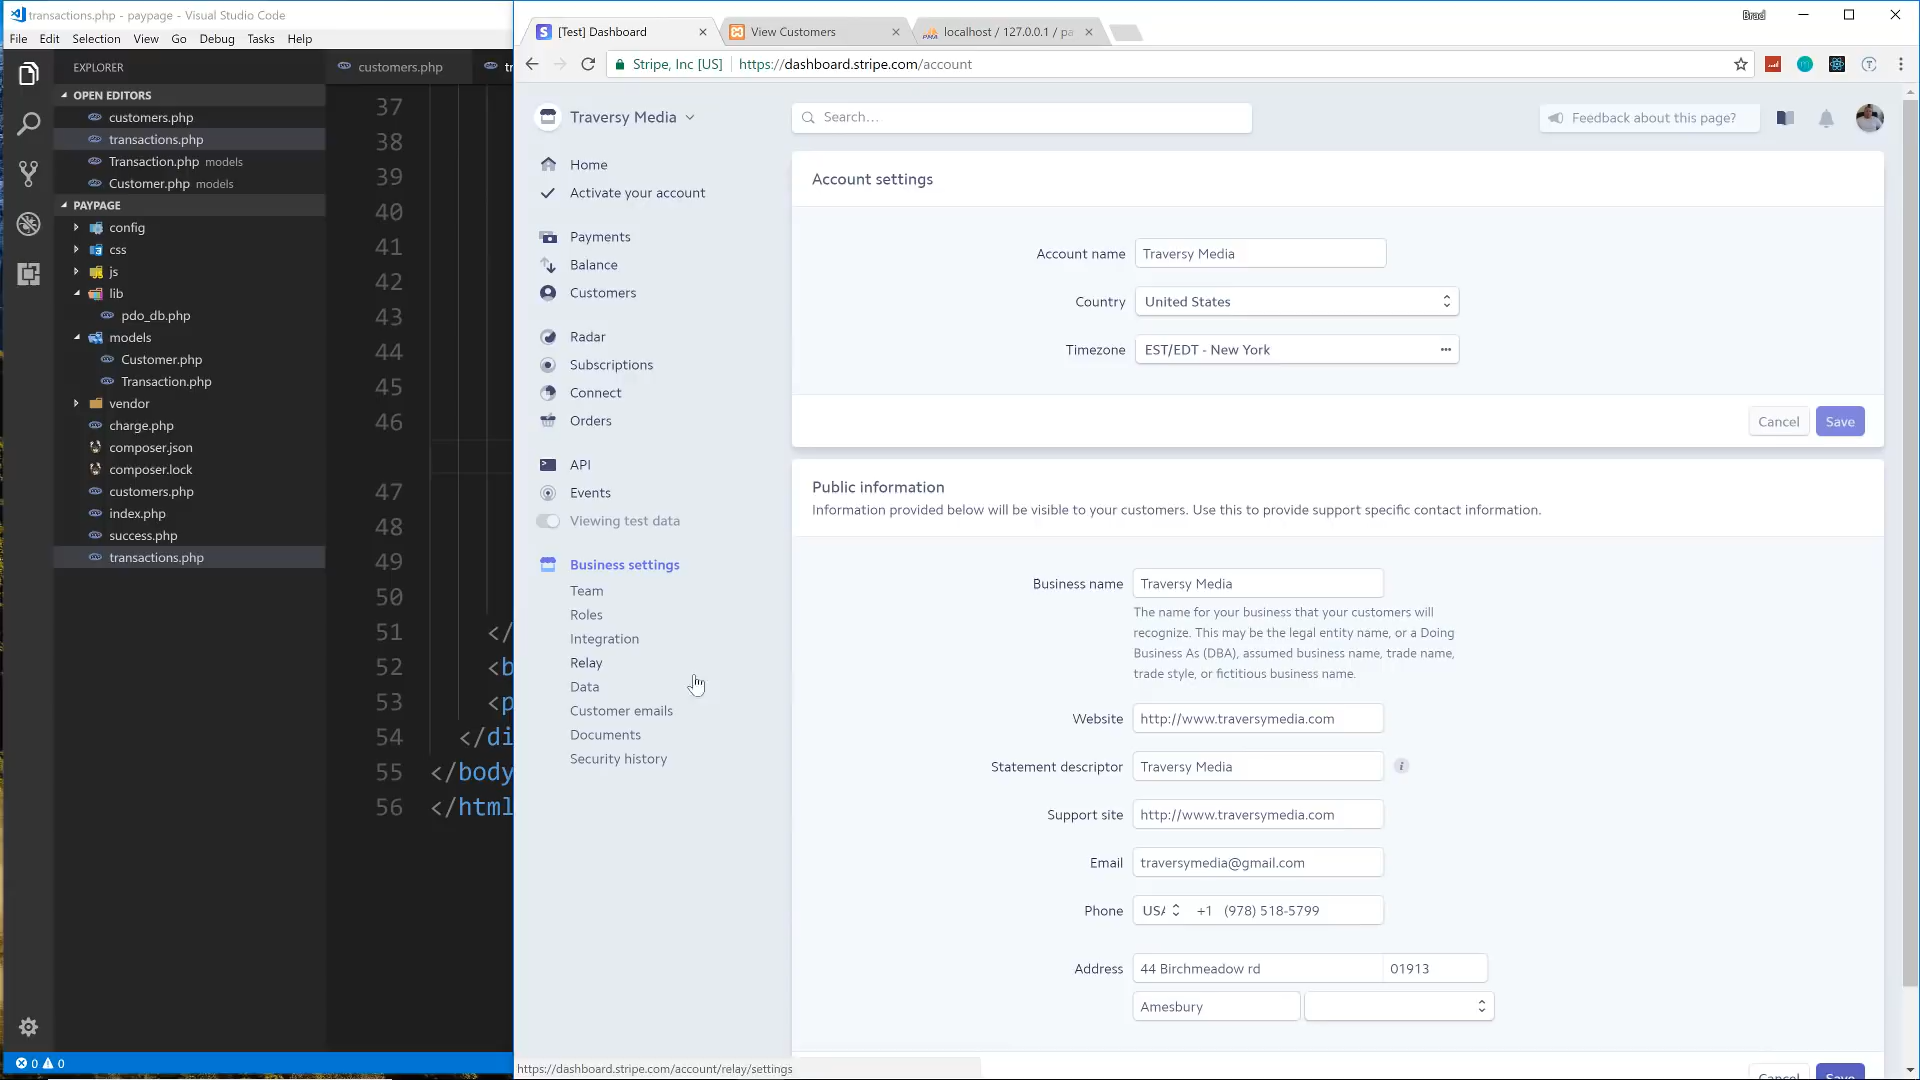 transactions.php - paypage - Visual Studio Code
File Edit Selection View Go Debug Tasks Help
EXPLORER
OPEN EDITORS
customers.php
transactions.php
Transaction.php models
Customer.php models
PAYPAGE
config
css
js
lib
pdo_db.php
models
Customer.php
Transaction.php
vendor
charge.php
composer.json
composer.lock
customers.php
index.php
success.php
transactions.php
0 0
customers.php tr
37
38
39
40
41
42
43
44
45
46
47
48
49
50
51 </
52 <b
53 <p
54 </di
55 </body
56 </html
[Test] Dashboard
View Customers
localhost / 127.0.0.1 / pa
Brad
Stripe, Inc [US] https://dashboard.stripe.com/account
Traversy Media
Search...
Feedback about this page?
Home
Activate your account
Payments
Balance
Customers
Radar
Subscriptions
Connect
Orders
API
Events
Viewing test data
Business settings
Team
Roles
Integration
Relay
Data
Customer emails
Documents
Security history
Account settings
Account name Traversy Media
Country United States
Timezone EST/EDT - New York
Cancel Save
Public information
Information provided below will be visible to your customers. Use this to provide support specific contact information.
Business name Traversy Media
The name for your business that your customers will
recognize. This may be the legal entity name, or a Doing
Business As (DBA), assumed business name, trade name,
trade style, or fictitious business name.
Website http://www.traversymedia.com
Statement descriptor Traversy Media
Support site http://www.traversymedia.com
Email traversymedia@gmail.com
Phone USA +1 (978) 518-5799
Address 44 Birchmeadow rd 01913
Amesbury
Cancel Save
https://dashboard.stripe.com/account/relay/settings